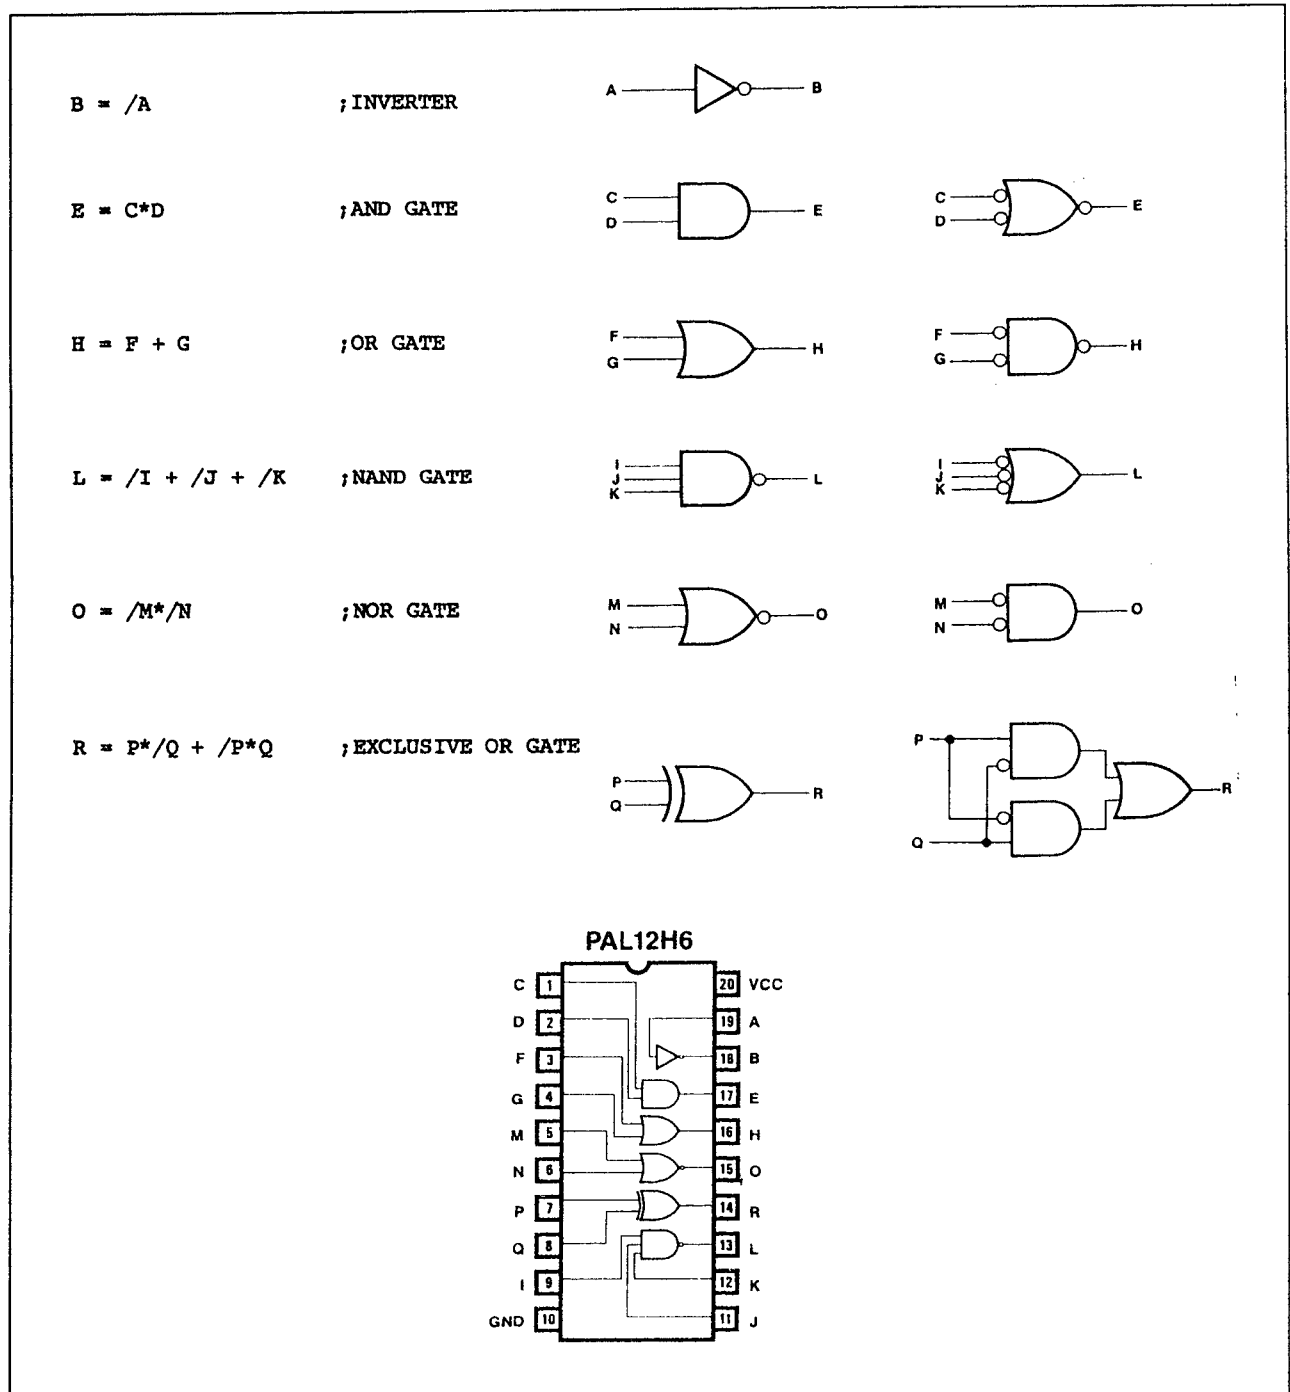 B = /A ;INVERTER A B
E = C*D ;AND GATE C D E C D E
H = F + G ;OR GATE F G H F G H
L = /I + /J + /K ;NAND GATE I J K L I J K L
O = /M*/N ;NOR GATE M N O M N O
R = P*/Q + /P*Q ;EXCLUSIVE OR GATE P Q R P Q R
PAL12H6
C 1 20 VCC
D 2 19 A
F 3 18 B
G 4 17 E
M 5 16 H
N 6 15 O
P 7 14 R
Q 8 13 L
I 9 12 K
GND 10 11 J